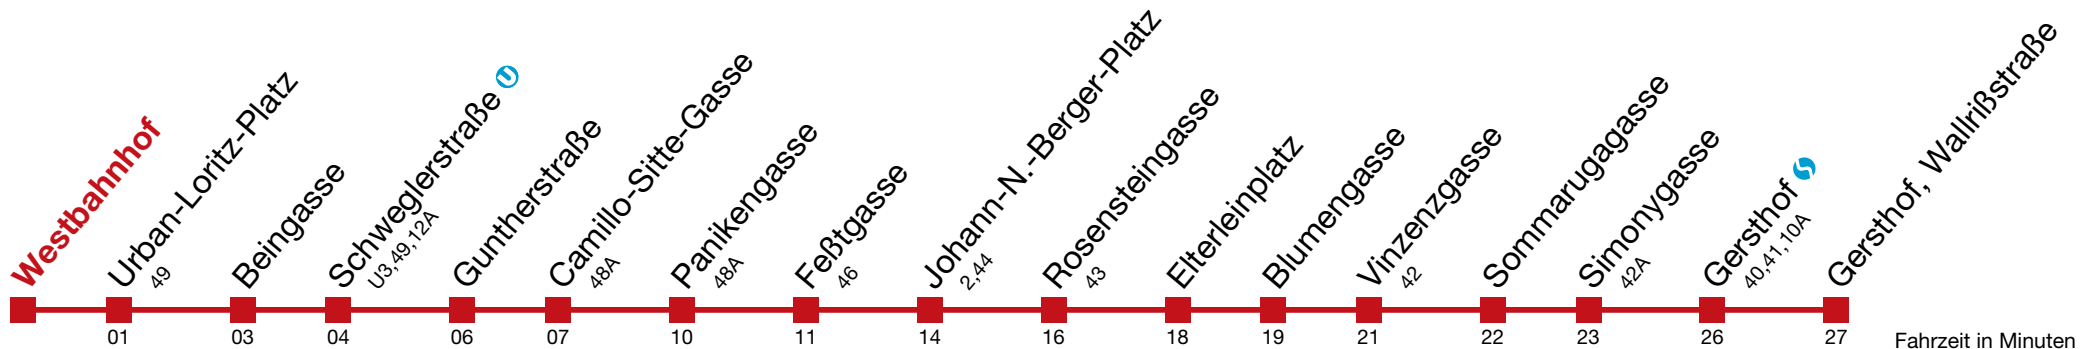 Westbahnhof
Urban-Loritz-Platz
49
Beingasse
Schweglerstraße U
U3,49,12A
Guntherstraße
Camillo-Sitte-Gasse
48A
Panikengasse
48A
Feßtgasse
46
Johann-N.-Berger-Platz
2,44
Rosensteingasse
43
Elterleinplatz
Blumengasse
Vinzenzgasse
42
Sommarugagasse
Simonygasse
42A
Gersthof S
40,41,10A
Gersthof, Wallrißstraße
01 03 04 06 07 10 11 14 16 18 19 21 22 23 26 27 Fahrzeit in Minuten